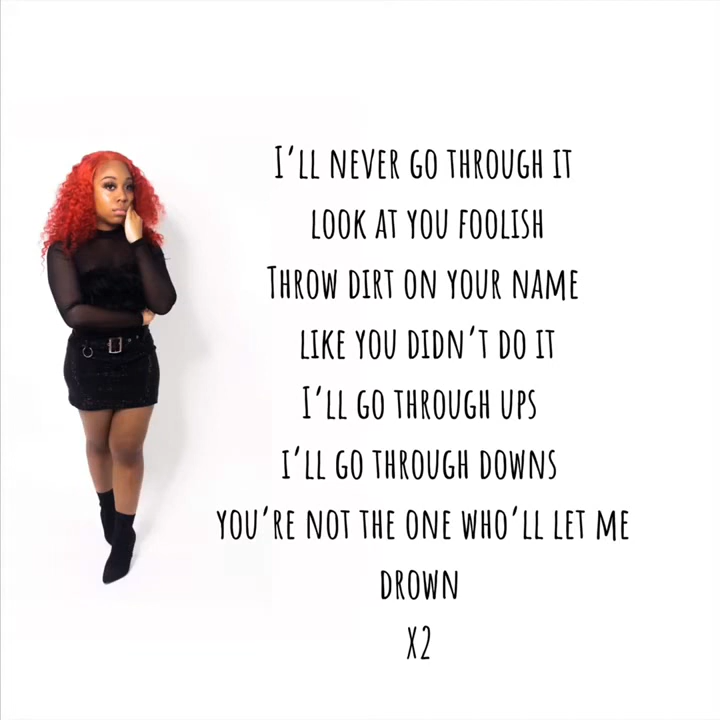 I'll never go through it
look at you foolish
Throw dirt on your name
like you didn't do it
I'll go through ups
i'll go through downs
you're not the one who'll let me
drown
x2